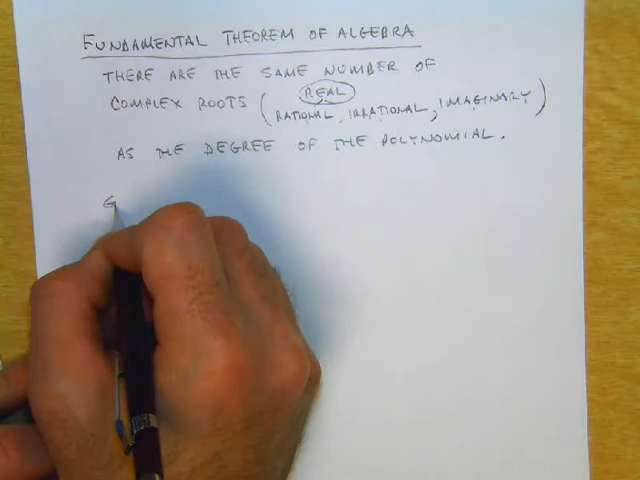 FUNDAMENTAL THEOREM OF ALGEBRA
THERE ARE THE SAME NUMBER OF
REAL
COMPLEX ROOTS (RATIONAL, IRRATIONAL, IMAGINARY)
AS THE DEGREE OF THE POLYNOMIAL.
G